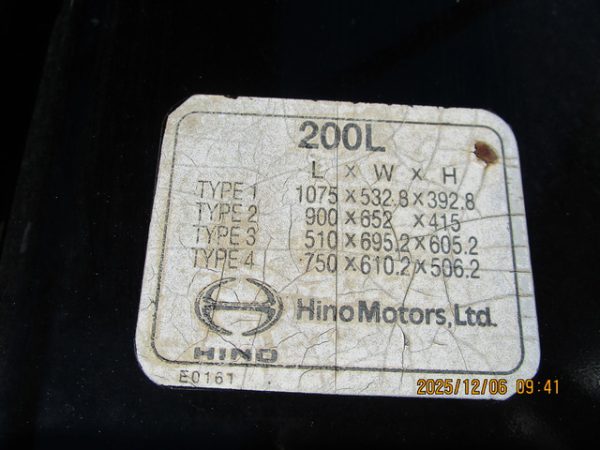 200L
L × W × H
TYPE 1 1075 × 532.8 × 392.8
TYPE 2 900 × 652 × 415
TYPE 3 510 × 695.2 × 605.2
TYPE 4 750 × 610.2 × 506.2
Hino Motors, Ltd.
HINO
E0161
2025/12/06 09:41